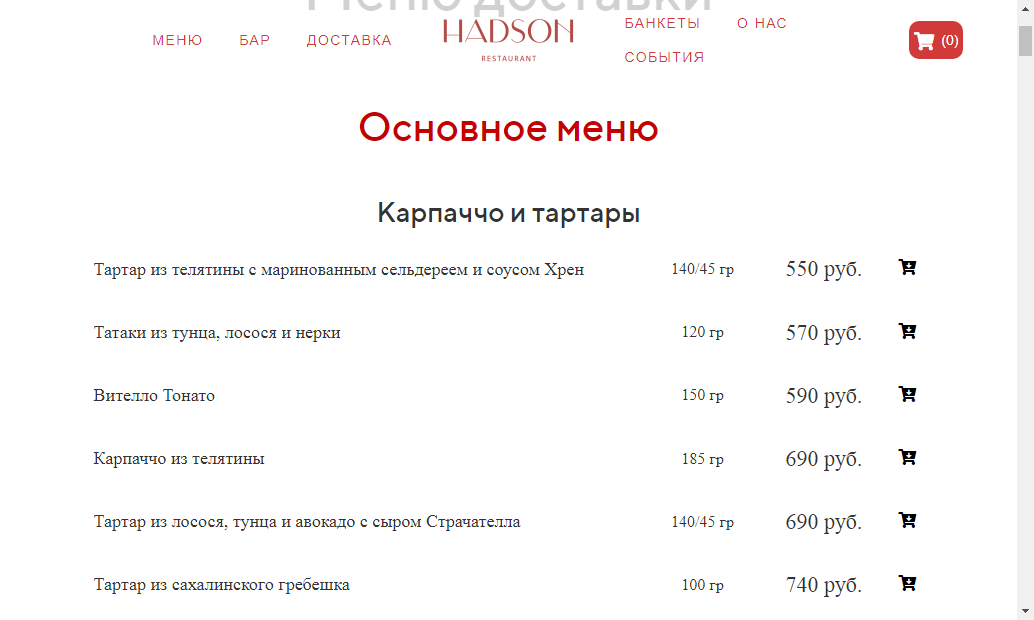 Меню доставки
МЕНЮ БАР ДОСТАВКА
HADSON
RESTAURANT
БАНКЕТЫ О НАС
СОБЫТИЯ
(0)
Основное меню
Карпаччо и тартары
Тартар из телятины с маринованным сельдереем и соусом Хрен 140/45 гр 550 руб.
Татаки из тунца, лосося и нерки 120 гр 570 руб.
Вителло Тонато 150 гр 590 руб.
Карпаччо из телятины 185 гр 690 руб.
Тартар из лосося, тунца и авокадо с сыром Страчателла 140/45 гр 690 руб.
Тартар из сахалинского гребешка 100 гр 740 руб.